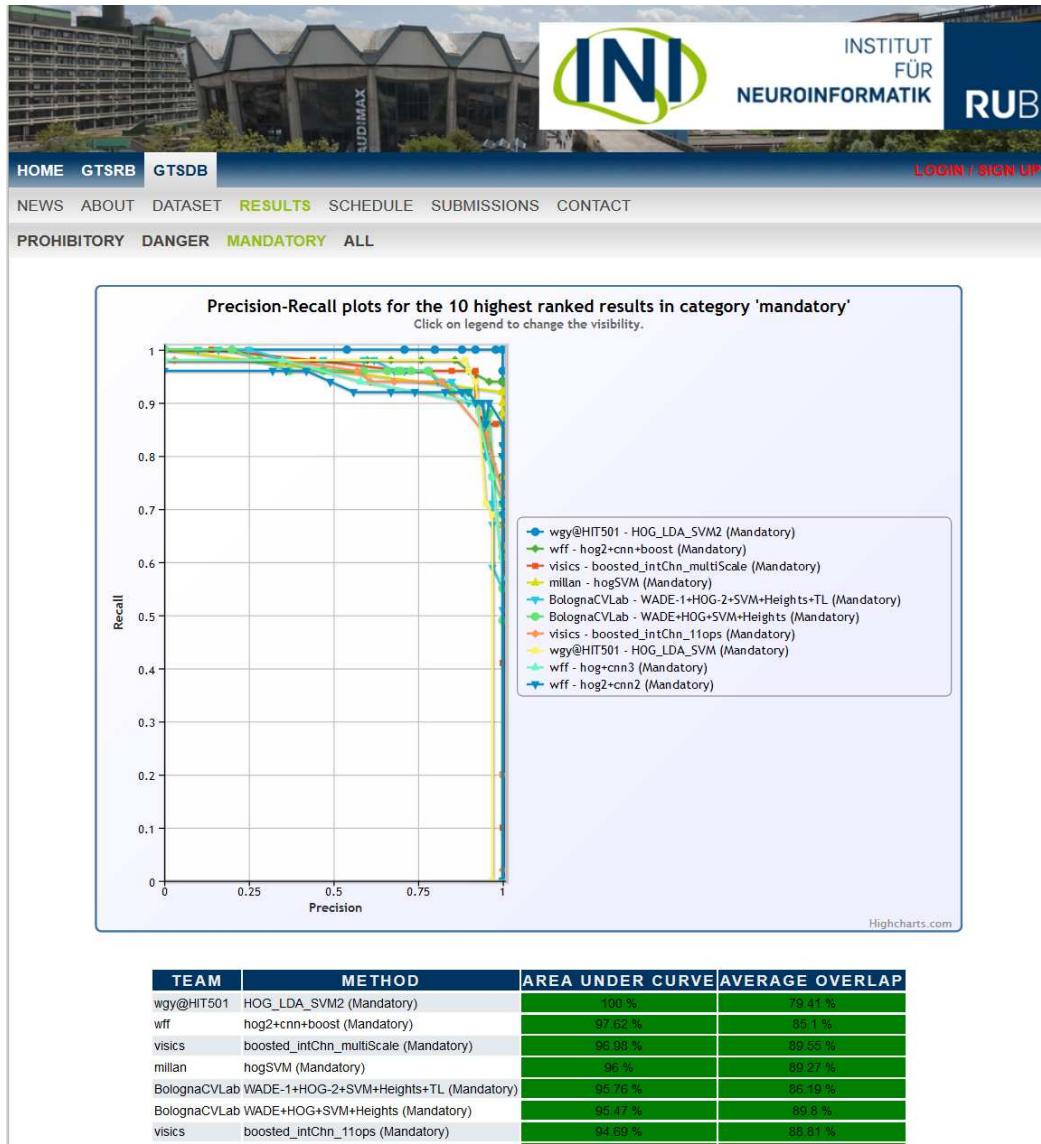 AUDIMAX
INI
INSTITUT
FÜR
NEUROINFORMATIK
RUB
HOME GTSRB GTSDB LOGIN / SIGN UP
NEWS ABOUT DATASET RESULTS SCHEDULE SUBMISSIONS CONTACT
PROHIBITORY DANGER MANDATORY ALL
Precision-Recall plots for the 10 highest ranked results in category 'mandatory'
Click on legend to change the visibility.
1
0.9
0.8
0.7
0.6
0.5
0.4
0.3
0.2
0.1
0
Recall
0 0.25 0.5 0.75 1
Precision
wgy@HIT501 - HOG_LDA_SVM2 (Mandatory)
wff - hog2+cnn+boost (Mandatory)
visics - boosted_intChn_multiScale (Mandatory)
millan - hogSVM (Mandatory)
BolognaCVLab - WADE-1+HOG-2+SVM+Heights+TL (Mandatory)
BolognaCVLab - WADE+HOG+SVM+Heights (Mandatory)
visics - boosted_intChn_11ops (Mandatory)
wgy@HIT501 - HOG_LDA_SVM (Mandatory)
wff - hog+cnn3 (Mandatory)
wff - hog2+cnn2 (Mandatory)
Highcharts.com
TEAM METHOD AREA UNDER CURVE AVERAGE OVERLAP
wgy@HIT501 HOG_LDA_SVM2 (Mandatory) 100 % 79.41 %
wff hog2+cnn+boost (Mandatory) 97.62 % 85.1 %
visics boosted_intChn_multiScale (Mandatory) 96.98 % 89.55 %
millan hogSVM (Mandatory) 96 % 89.27 %
BolognaCVLab WADE-1+HOG-2+SVM+Heights+TL (Mandatory) 95.76 % 86.19 %
BolognaCVLab WADE+HOG+SVM+Heights (Mandatory) 95.47 % 89.8 %
visics boosted_intChn_11ops (Mandatory) 94.69 % 88.81 %